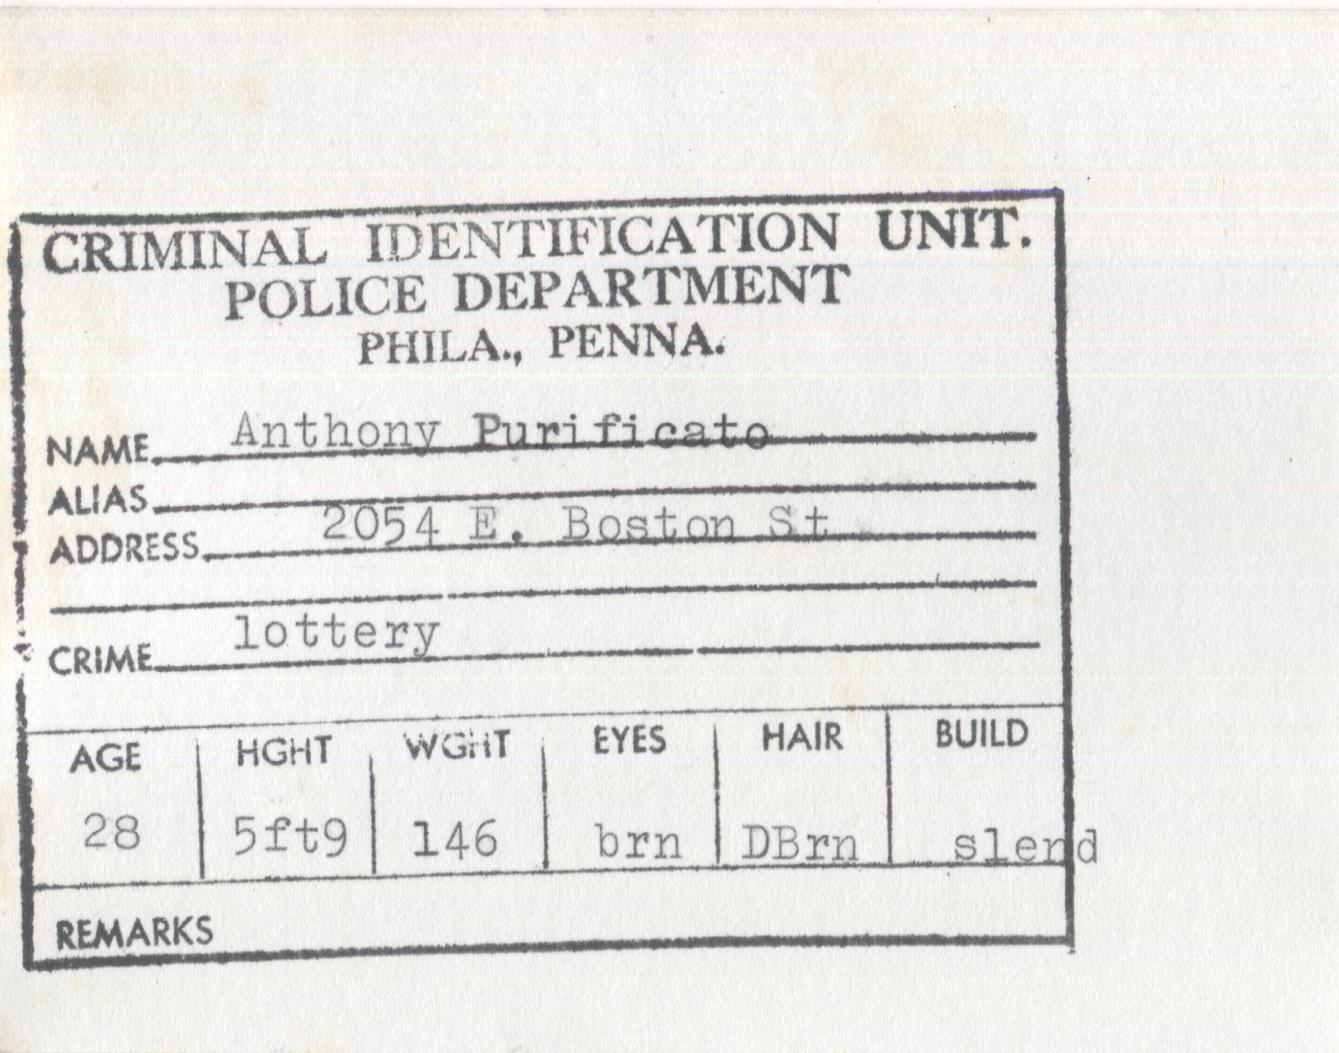 CRIMINAL IDENTIFICATION UNIT.
POLICE DEPARTMENT
PHILA., PENNA.
NAME Anthony Purificato
ALIAS
ADDRESS 2054 E. Boston St
CRIME lottery
AGE HGHT WGHT EYES HAIR BUILD
28 5ft9 146 brn DBrn slend
REMARKS